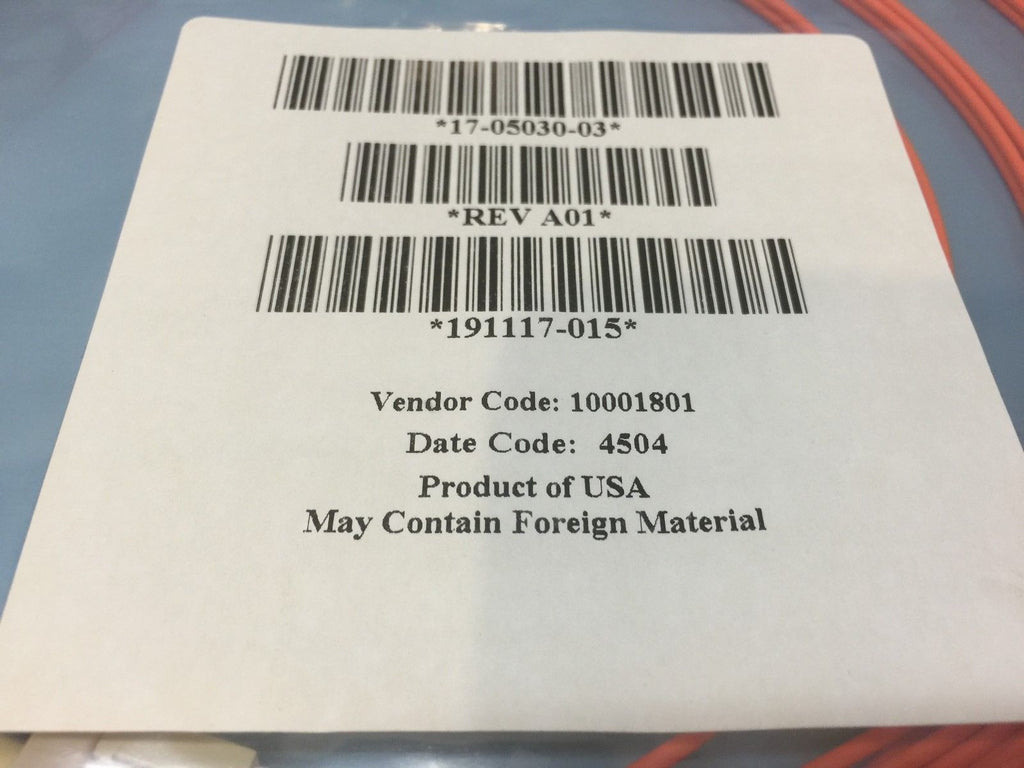 *17-05030-03*
*REV A01*
*191117-015*
Vendor Code: 10001801
Date Code: 4504
Product of USA
May Contain Foreign Material